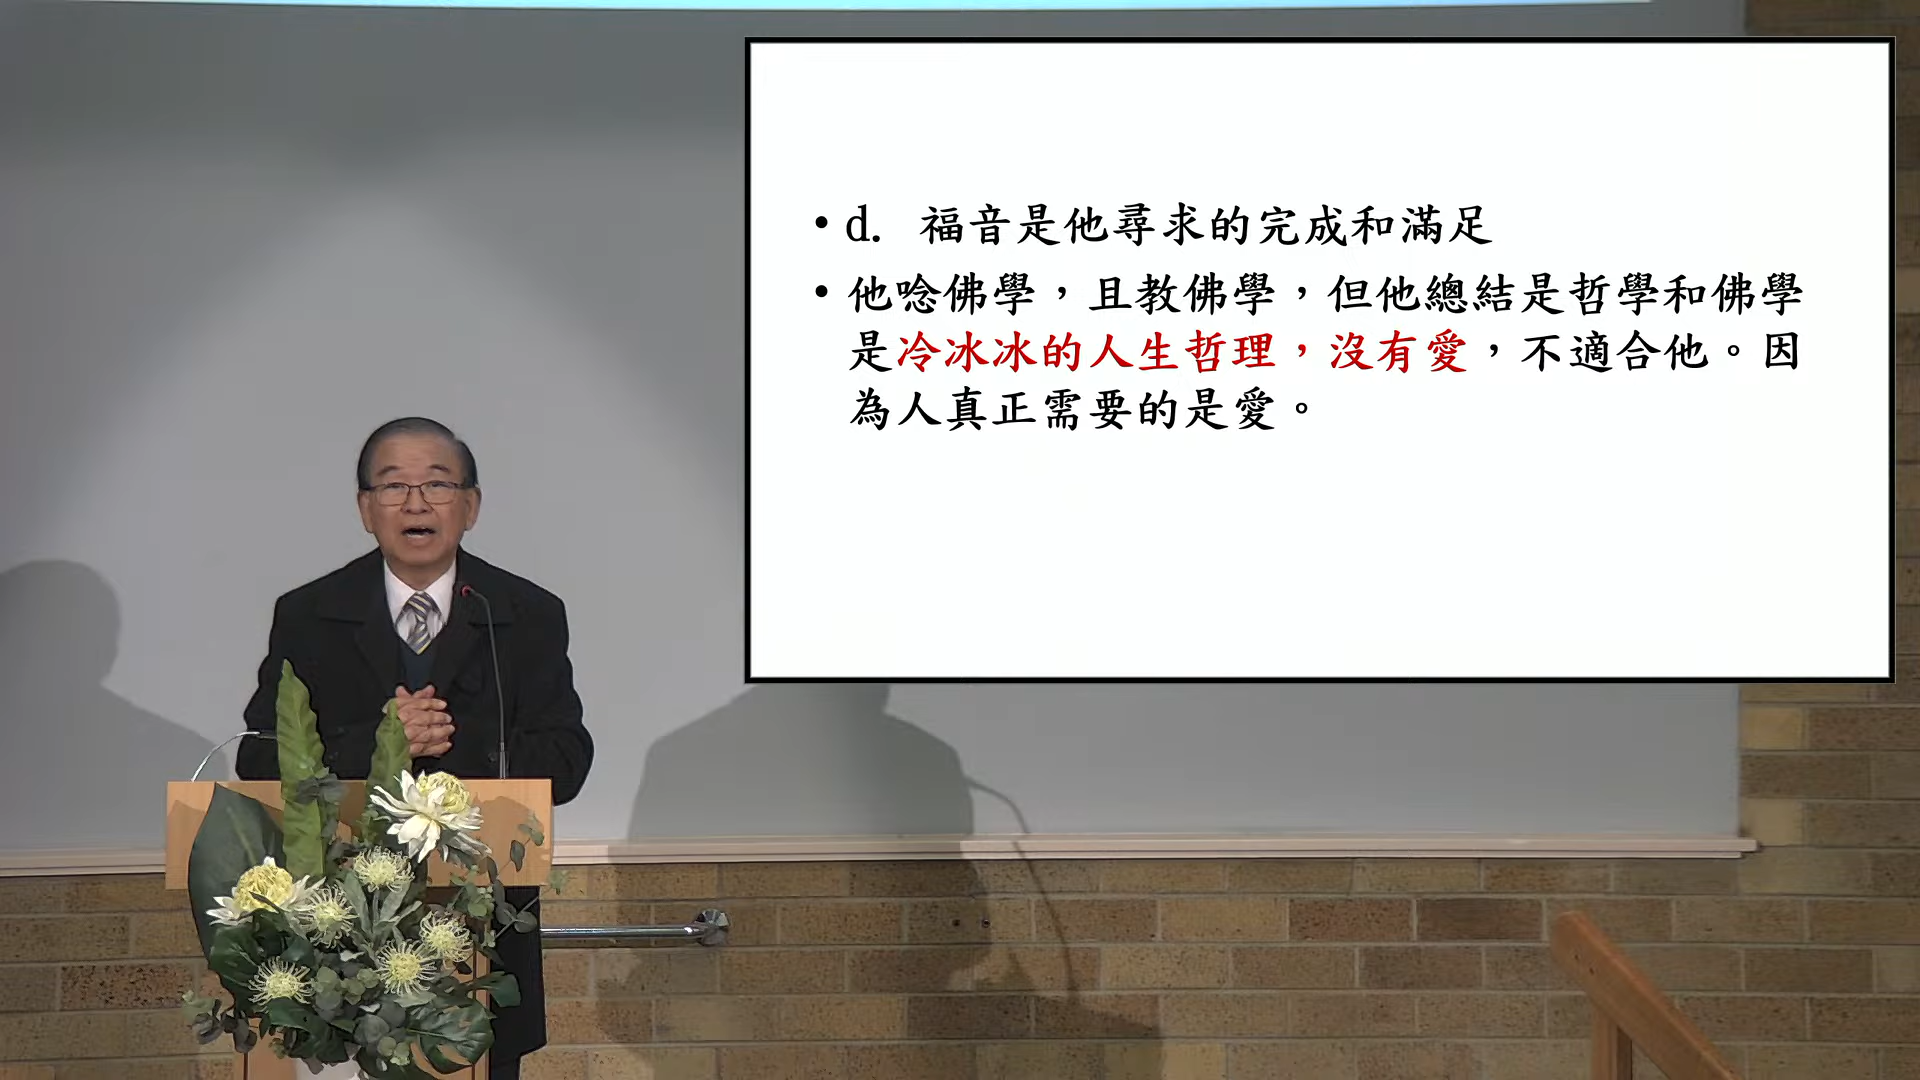 • d. 福音是他尋求的完成和滿足
• 他唸佛學，且教佛學，但他總結是哲學和佛學
是冷冰冰的人生哲理，沒有愛，不適合他。因
為人真正需要的是愛。